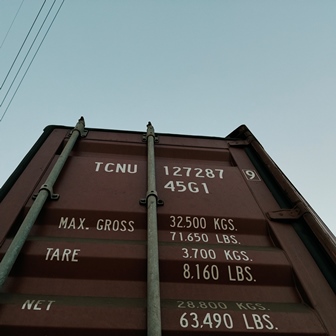 TCNU 127287 9
45G1
MAX. GROSS 32.500 KGS.
71.650 LBS.
TARE 3.700 KGS.
8.160 LBS.
NET 28.800 KGS.
63.490 LBS.